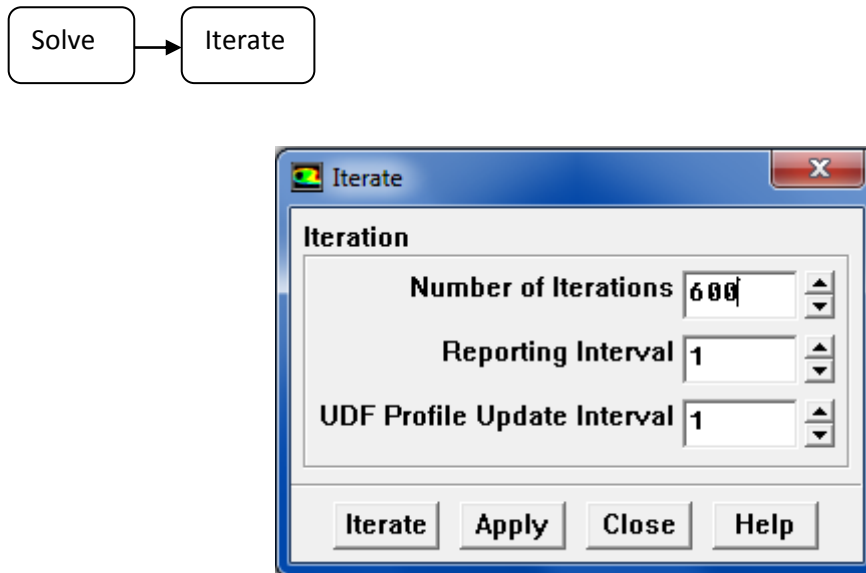 Solve Iterate
Iterate
Iteration
Number of Iterations 600
Reporting Interval 1
UDF Profile Update Interval 1
Iterate Apply Close Help